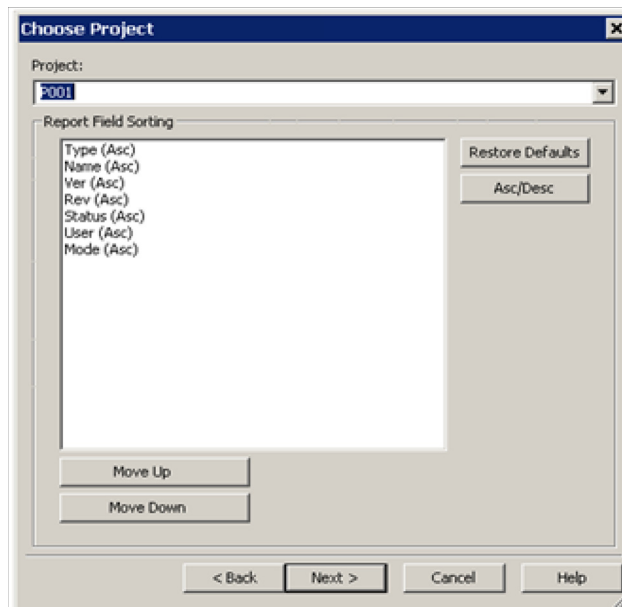 Choose Project
Project:
P001
Report Field Sorting
Type (Asc)
Name (Asc)
Ver (Asc)
Rev (Asc)
Status (Asc)
User (Asc)
Mode (Asc)
Restore Defaults
Asc/Desc
Move Up
Move Down
< Back Next > Cancel Help